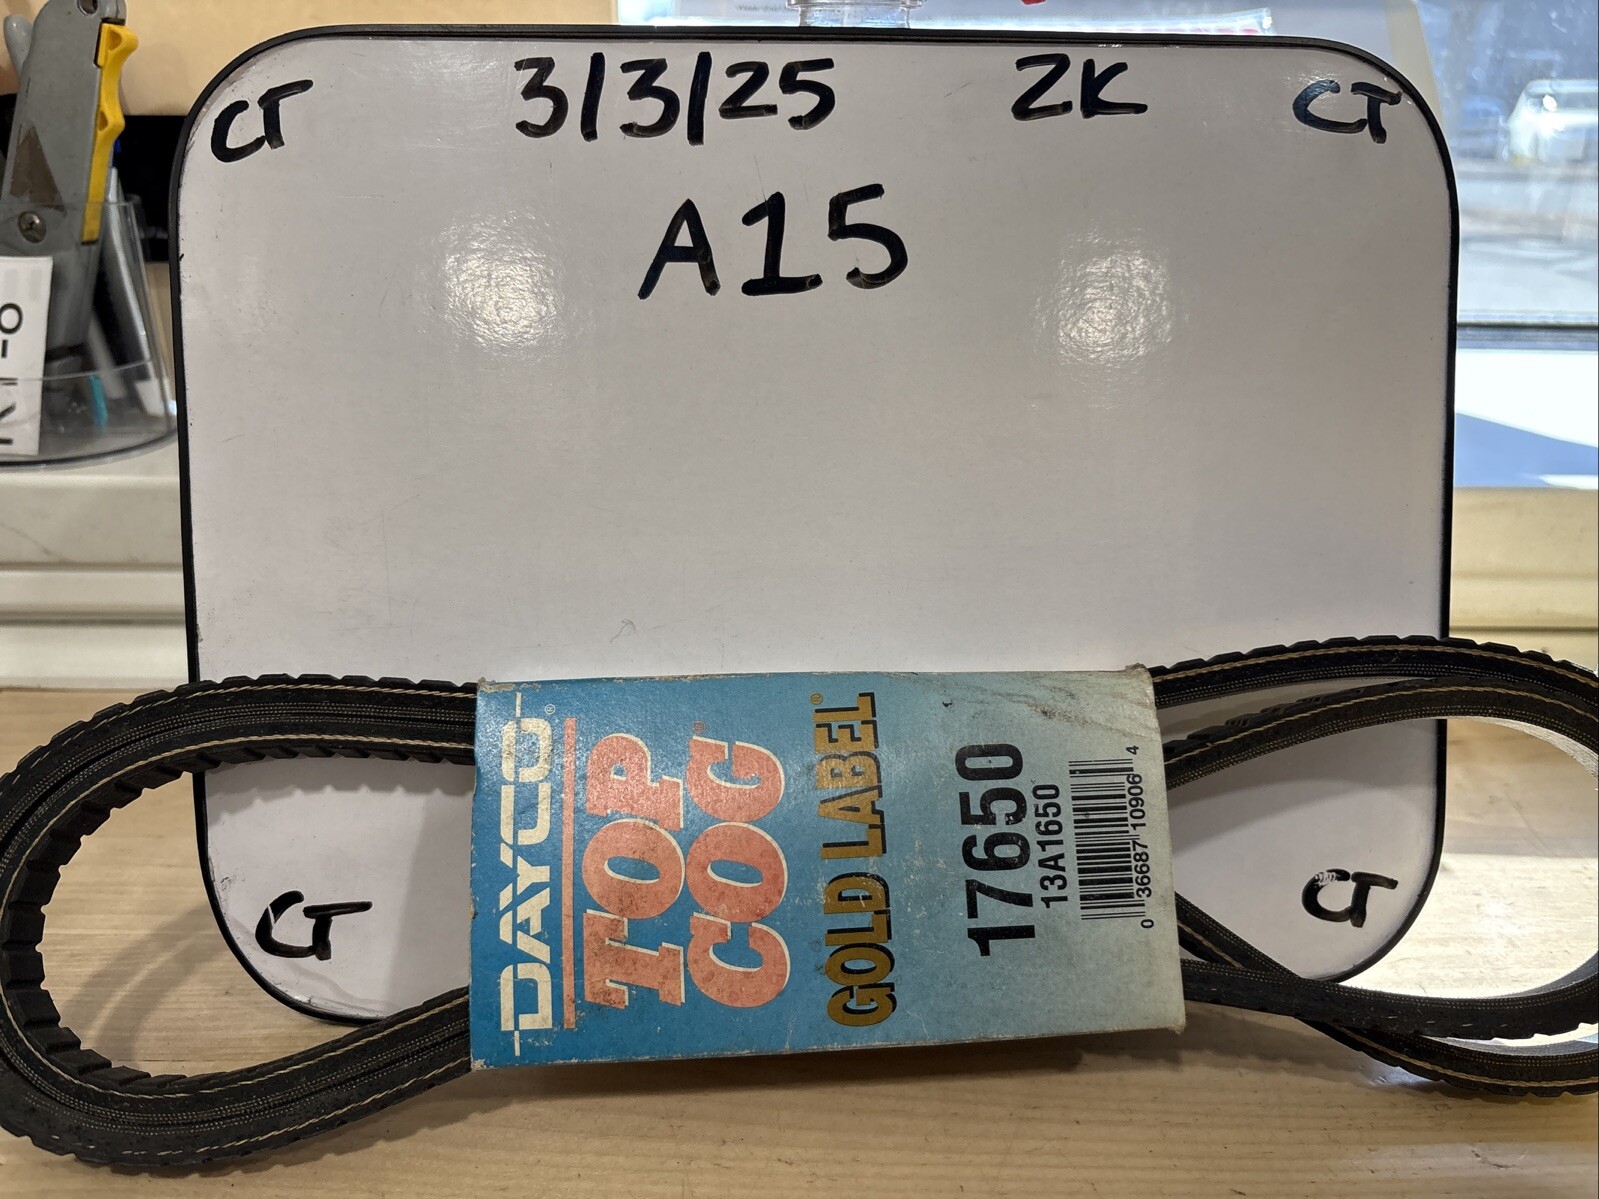 CT 3/3/25 ZK CT
A15
DAYCO®
TOP
COG®
GOLD LABEL®
17650
13A1650
0 36687 10906 4
CT CT